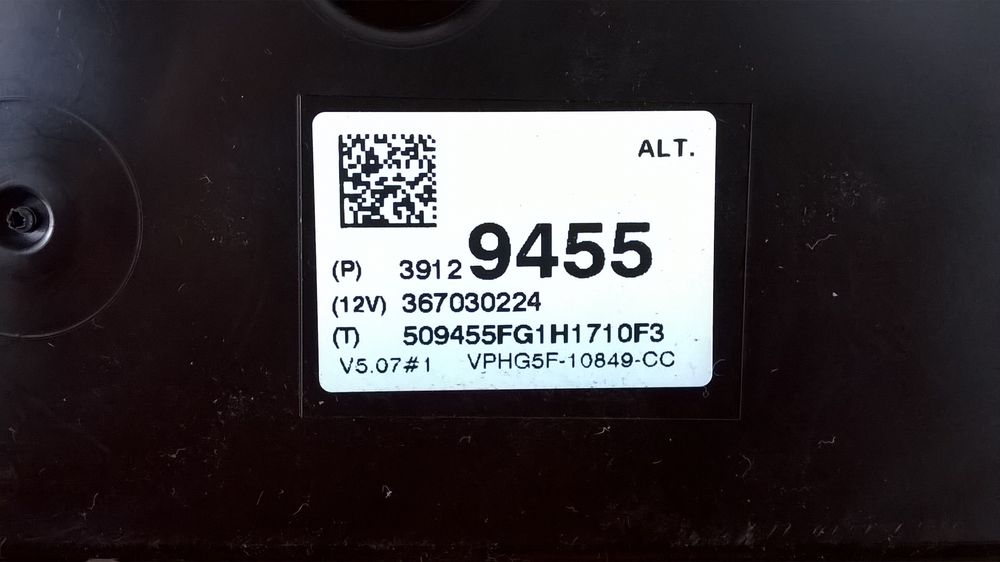 ALT.
(P) 3912 9455
(12V) 367030224
(T) 509455FG1H1710F3
V5.07#1 VPHG5F-10849-CC